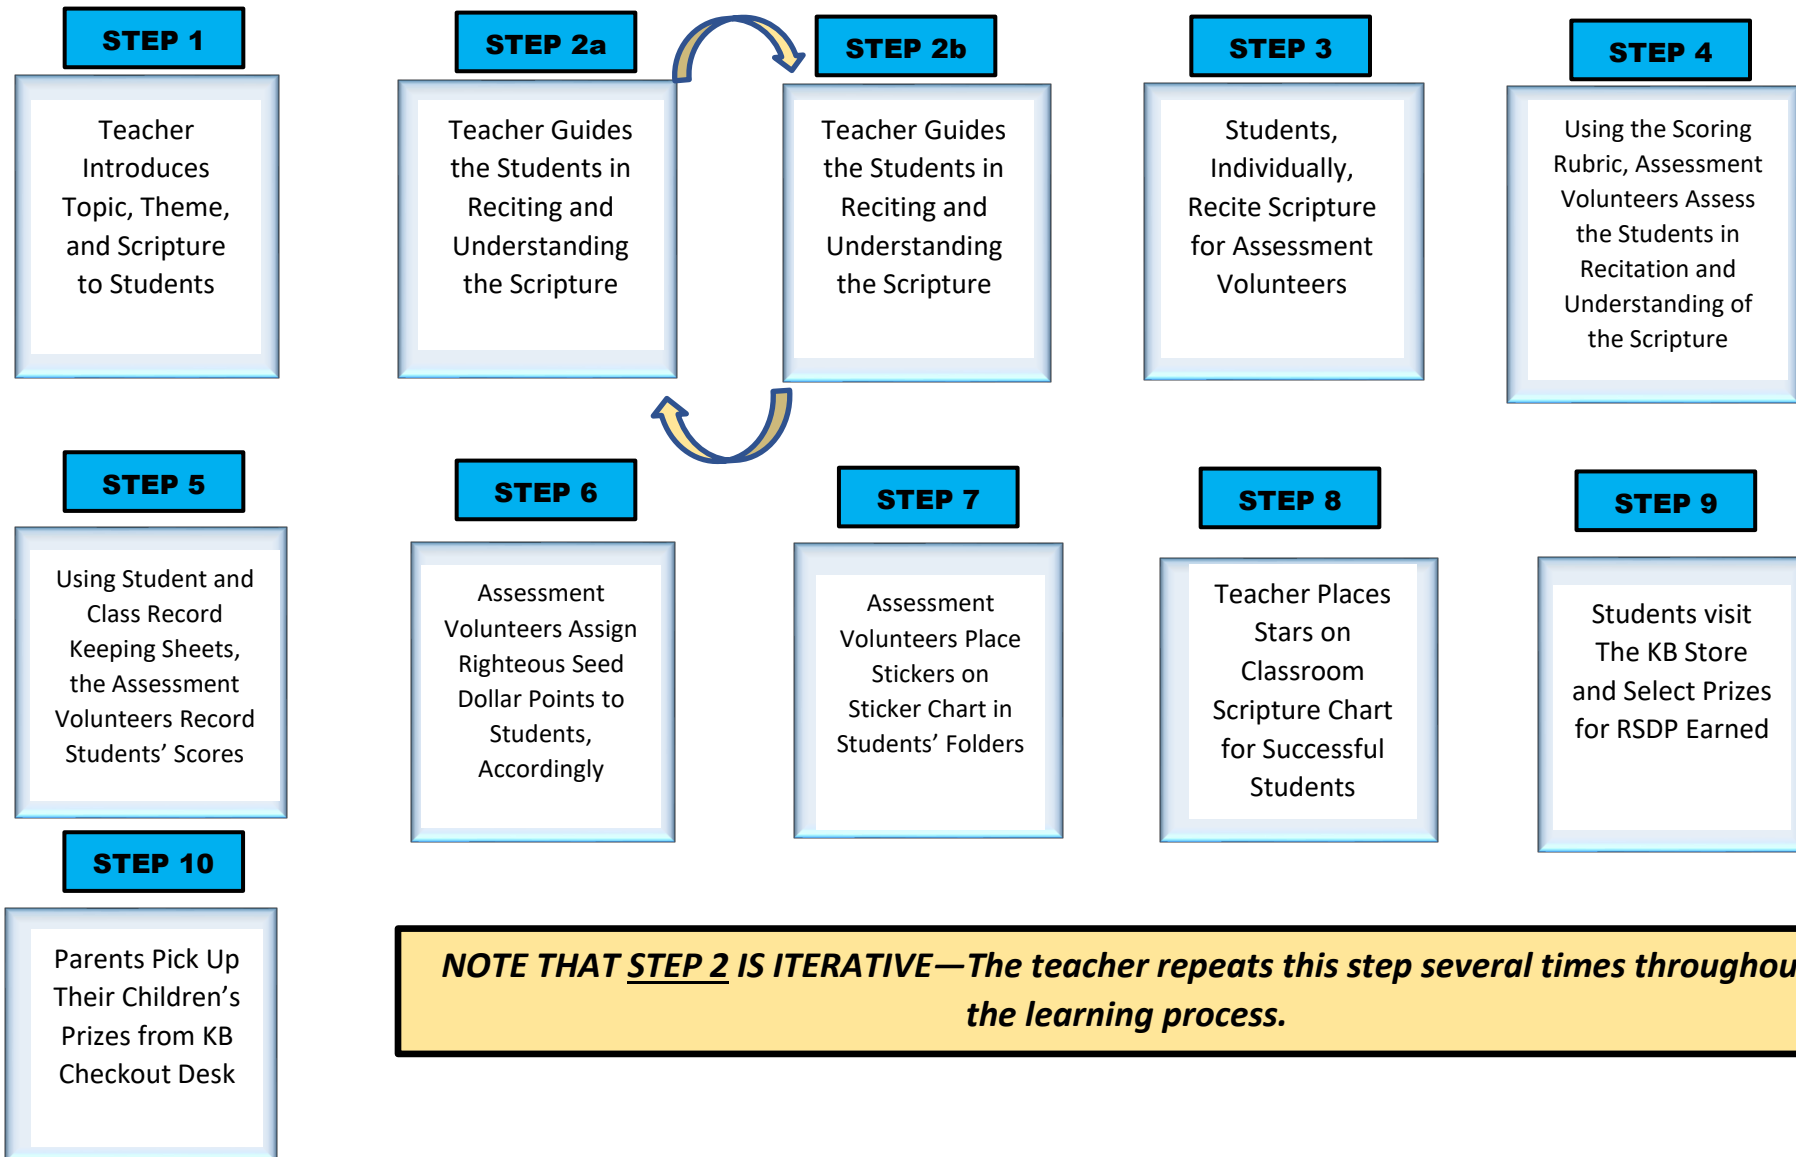 STEP 1
Teacher
Introduces
Topic, Theme,
and Scripture
to Students
STEP 2a
Teacher Guides
the Students in
Reciting and
Understanding
the Scripture
STEP 2b
Teacher Guides
the Students in
Reciting and
Understanding
the Scripture
STEP 3
Students,
Individually,
Recite Scripture
for Assessment
Volunteers
STEP 4
Using the Scoring
Rubric, Assessment
Volunteers Assess
the Students in
Recitation and
Understanding of
the Scripture
STEP 5
Using Student and
Class Record
Keeping Sheets,
the Assessment
Volunteers Record
Students’ Scores
STEP 6
Assessment
Volunteers Assign
Righteous Seed
Dollar Points to
Students,
Accordingly
STEP 7
Assessment
Volunteers Place
Stickers on
Sticker Chart in
Students’ Folders
STEP 8
Teacher Places
Stars on
Classroom
Scripture Chart
for Successful
Students
STEP 9
Students visit
The KB Store
and Select Prizes
for RSDP Earned
STEP 10
Parents Pick Up
Their Children’s
Prizes from KB
Checkout Desk
NOTE THAT STEP 2 IS ITERATIVE—The teacher repeats this step several times throughou
the learning process.